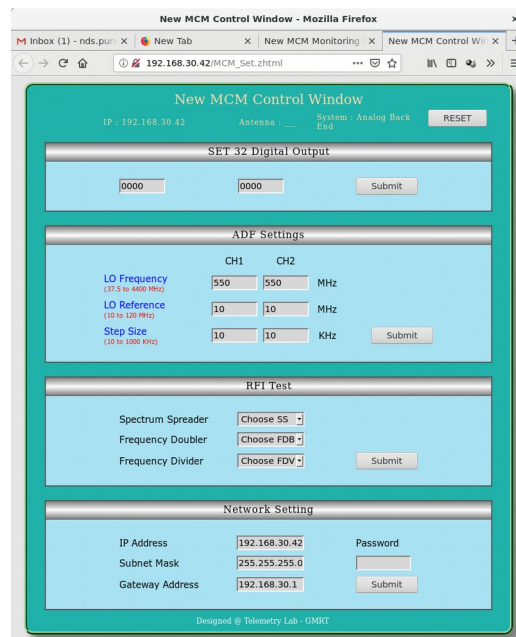 New MCM Control Window - Mozilla Firefox
Inbox (1) - nds.pun
New Tab
New MCM Monitoring
New MCM Control Win
192.168.30.42/MCM_Set.zhtml
New MCM Control Window
IP : 192.168.30.42 Antenna : __ System : Analog Back End RESET
SET 32 Digital Output
0000 0000 Submit
ADF Settings
CH1 CH2
LO Frequency 550 550 MHz
(37.5 to 4400 MHz)
LO Reference 10 10 MHz
(10 to 120 MHz)
Step Size 10 10 KHz Submit
(10 to 1000 KHz)
RFI Test
Spectrum Spreader Choose SS
Frequency Doubler Choose FDB
Frequency Divider Choose FDV Submit
Network Setting
IP Address 192.168.30.42 Password
Subnet Mask 255.255.255.0
Gateway Address 192.168.30.1 Submit
Designed @ Telemetry Lab - GMRT